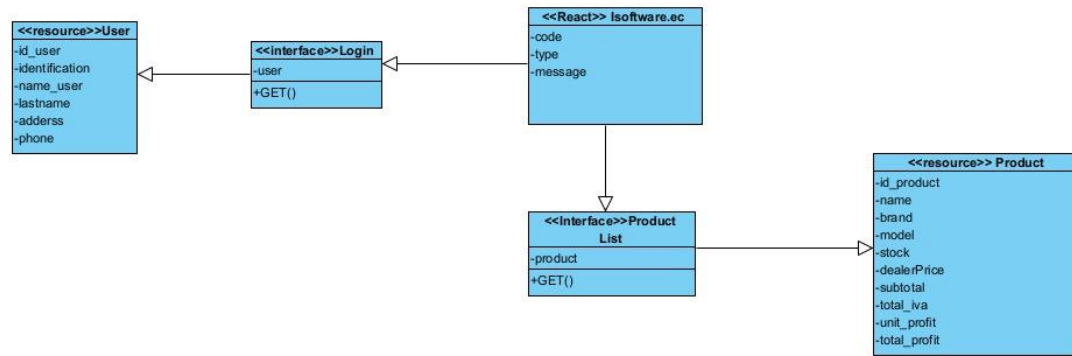 <<resource>>User
-id_user
-identification
-name_user
-lastname
-adderss
-phone
<<interface>>Login
-user
+GET()
<<React>> Isoftware.ec
-code
-type
-message
<<Interface>>Product
List
-product
+GET()
<<resource>> Product
-id_product
-name
-brand
-model
-stock
-dealerPrice
-subtotal
-total_iva
-unit_profit
-total_profit